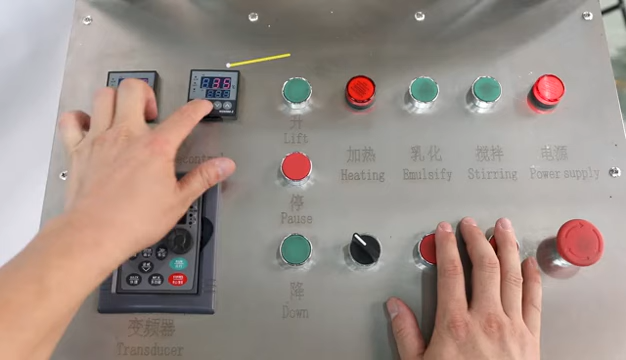 升
Lift
加热
Heating
乳化
Emulsify
搅拌
Stirring
电源
Power supply
停
Pause
降
Down
变频器
Transducer